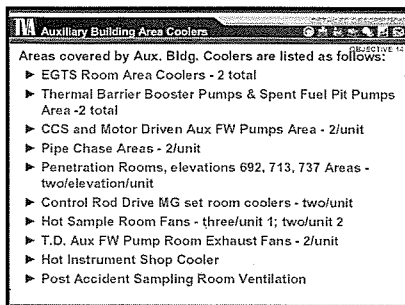 TVA Auxiliary Building Area Coolers
OBJECTIVE 14
Areas covered by Aux. Bldg. Coolers are listed as follows:
► EGTS Room Area Coolers - 2 total
► Thermal Barrier Booster Pumps & Spent Fuel Pit Pumps
Area -2 total
► CCS and Motor Driven Aux FW Pumps Area - 2/unit
► Pipe Chase Areas - 2/unit
► Penetration Rooms, elevations 692, 713, 737 Areas -
two/elevation/unit
► Control Rod Drive MG set room coolers - two/unit
► Hot Sample Room Fans - three/unit 1; two/unit 2
► T.D. Aux FW Pump Room Exhaust Fans - 2/unit
► Hot Instrument Shop Cooler
► Post Accident Sampling Room Ventilation